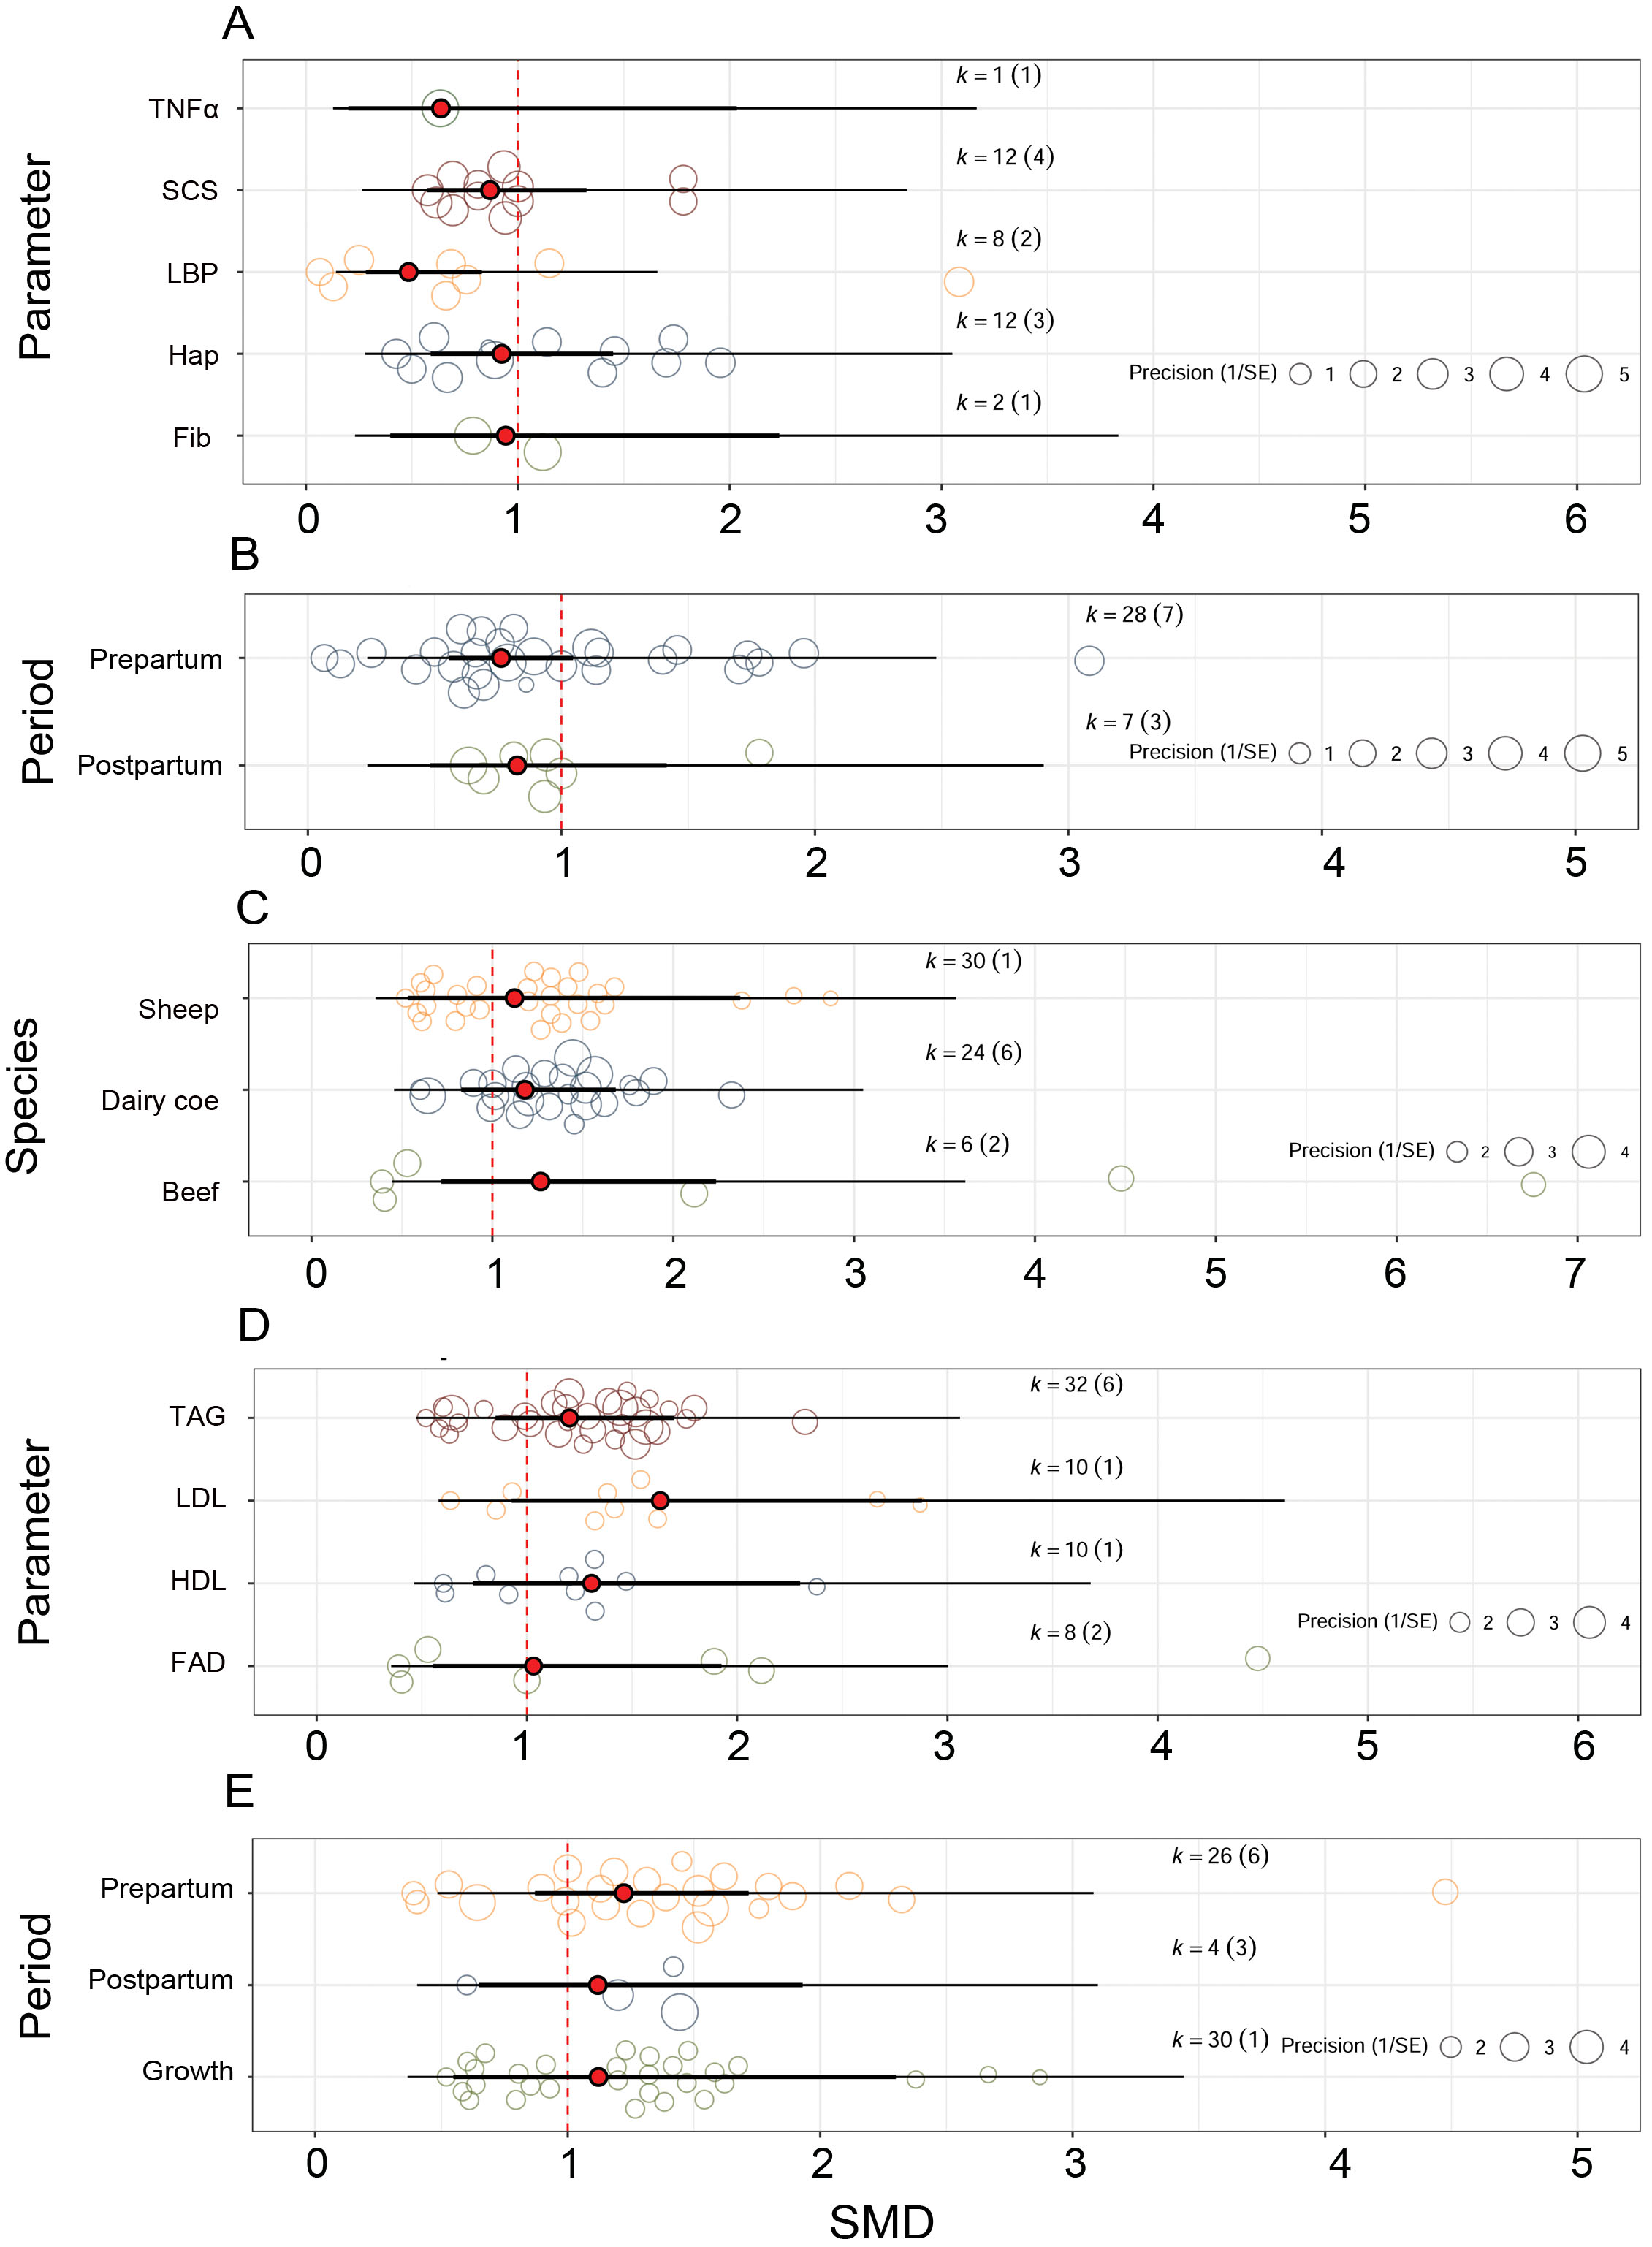 A
Parameter
TNFα
k = 1 (1)
SCS
k = 12 (4)
LBP
k = 8 (2)
Hap
k = 12 (3)
Precision (1/SE) 1 2 3 4 5
Fib
k = 2 (1)
0 1 2 3 4 5 6
B
Period
Prepartum
k = 28 (7)
Postpartum
k = 7 (3)
Precision (1/SE) 1 2 3 4 5
0 1 2 3 4 5
C
Species
Sheep
k = 30 (1)
Dairy coe
k = 24 (6)
Beef
k = 6 (2)
Precision (1/SE) 2 3 4
0 1 2 3 4 5 6 7
D
Parameter
TAG
k = 32 (6)
LDL
k = 10 (1)
HDL
k = 10 (1)
Precision (1/SE) 2 3 4
FAD
k = 8 (2)
0 1 2 3 4 5 6
E
Period
Prepartum
k = 26 (6)
Postpartum
k = 4 (3)
Growth
k = 30 (1)
Precision (1/SE) 2 3 4
0 1 2 3 4 5
SMD